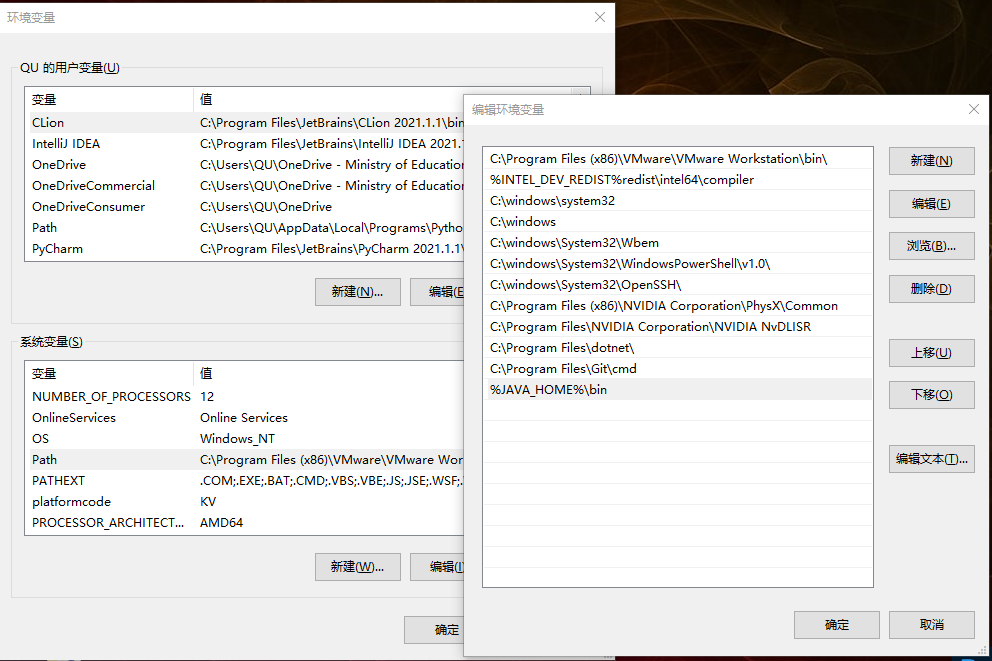 环境变量
QU 的用户变量(U)
变量 值
CLion C:\Program Files\JetBrains\CLion 2021.1.1\bin
IntelliJ IDEA C:\Program Files\JetBrains\IntelliJ IDEA 2021.
OneDrive C:\Users\QU\OneDrive - Ministry of Education
OneDriveCommercial C:\Users\QU\OneDrive - Ministry of Education
OneDriveConsumer C:\Users\QU\OneDrive
Path C:\Users\QU\AppData\Local\Programs\Pytho
PyCharm C:\Program Files\JetBrains\PyCharm 2021.1.1\
新建(N)... 编辑(E
系统变量(S)
变量 值
NUMBER_OF_PROCESSORS 12
OnlineServices Online Services
OS Windows_NT
Path C:\Program Files (x86)\VMware\VMware Wor
PATHEXT .COM;.EXE;.BAT;.CMD;.VBS;.VBE;.JS;.JSE;.WSF;.
platformcode KV
PROCESSOR_ARCHITECT... AMD64
新建(W)... 编辑(I)
确定
编辑环境变量
C:\Program Files (x86)\VMware\VMware Workstation\bin\
%INTEL_DEV_REDIST%redist\intel64\compiler
C:\windows\system32
C:\windows
C:\windows\System32\Wbem
C:\windows\System32\WindowsPowerShell\v1.0\
C:\windows\System32\OpenSSH\
C:\Program Files (x86)\NVIDIA Corporation\PhysX\Common
C:\Program Files\NVIDIA Corporation\NVIDIA NvDLISR
C:\Program Files\dotnet\
C:\Program Files\Git\cmd
%JAVA_HOME%\bin
新建(N)
编辑(E)
浏览(B)...
删除(D)
上移(U)
下移(O)
编辑文本(T)...
确定 取消